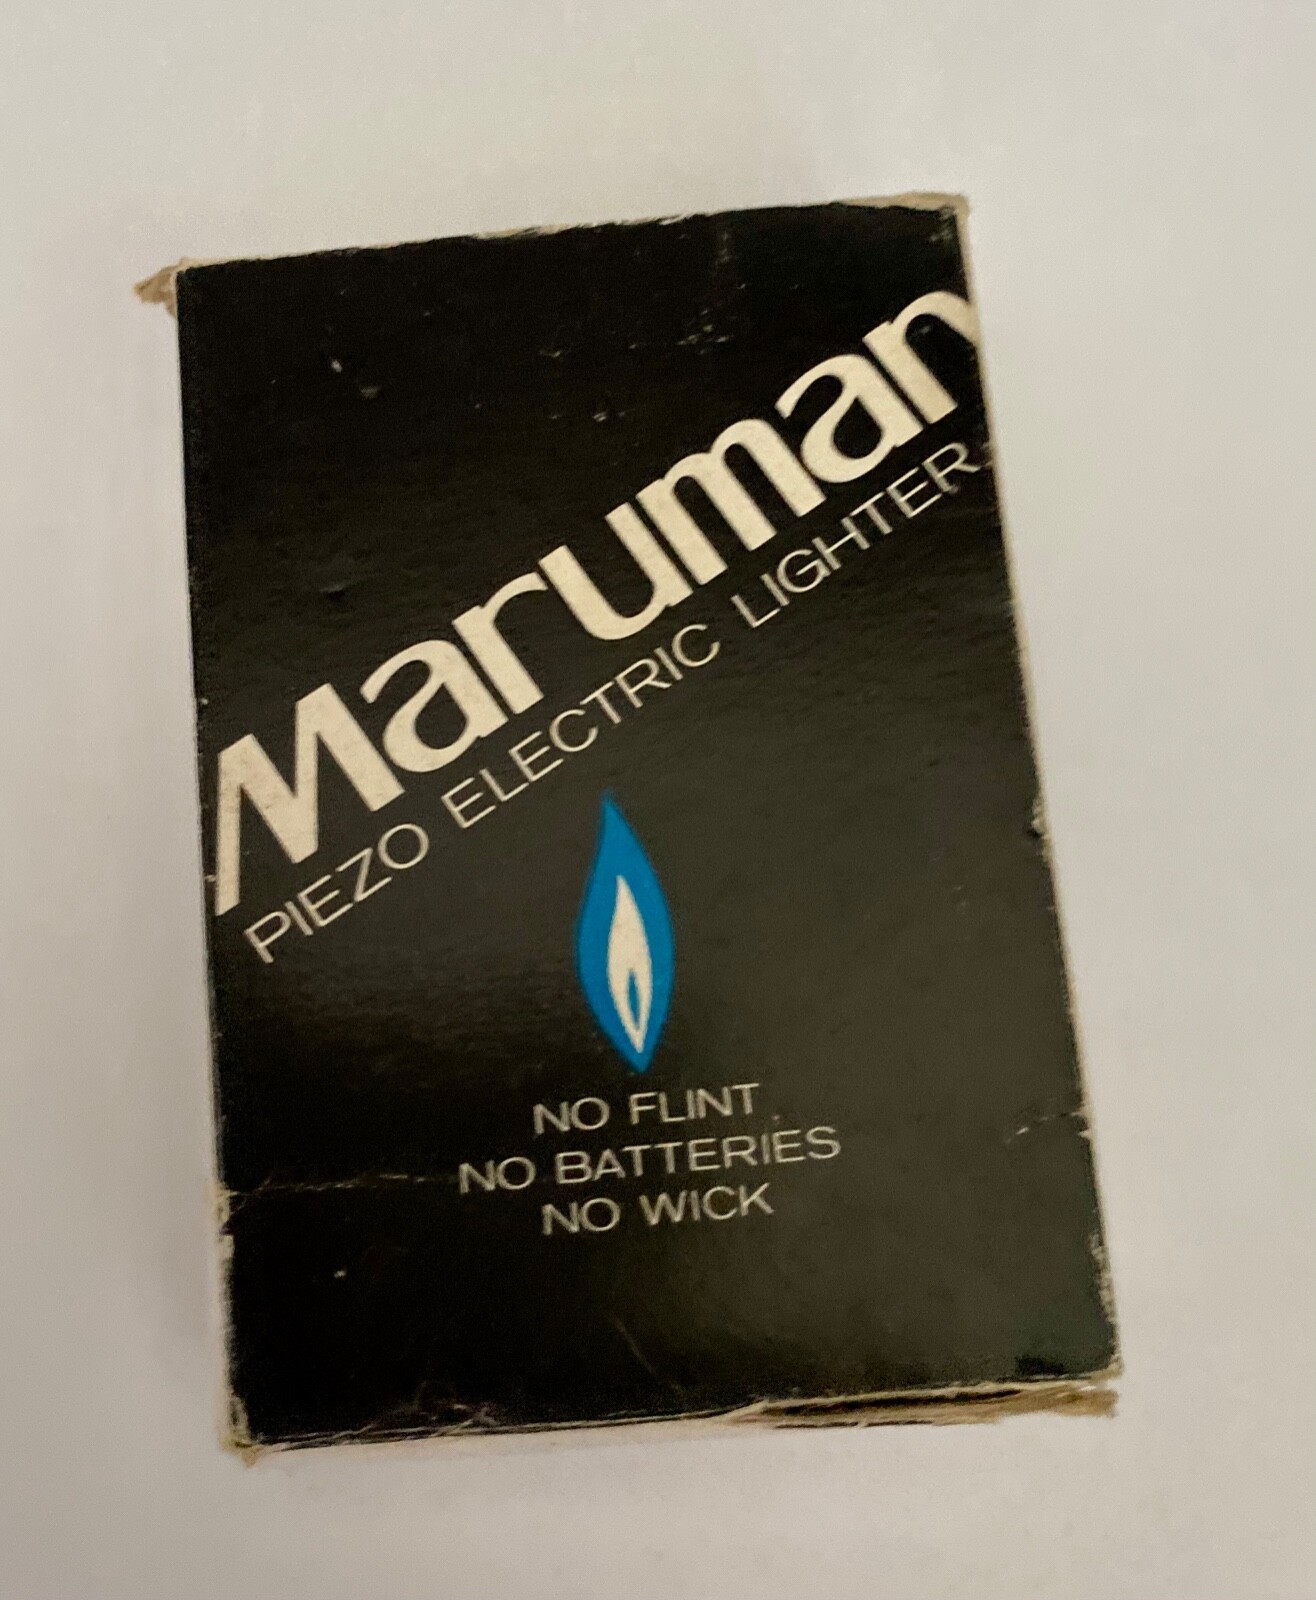 Maruman
PIEZO ELECTRIC LIGHTER
NO FLINT
NO BATTERIES
NO WICK